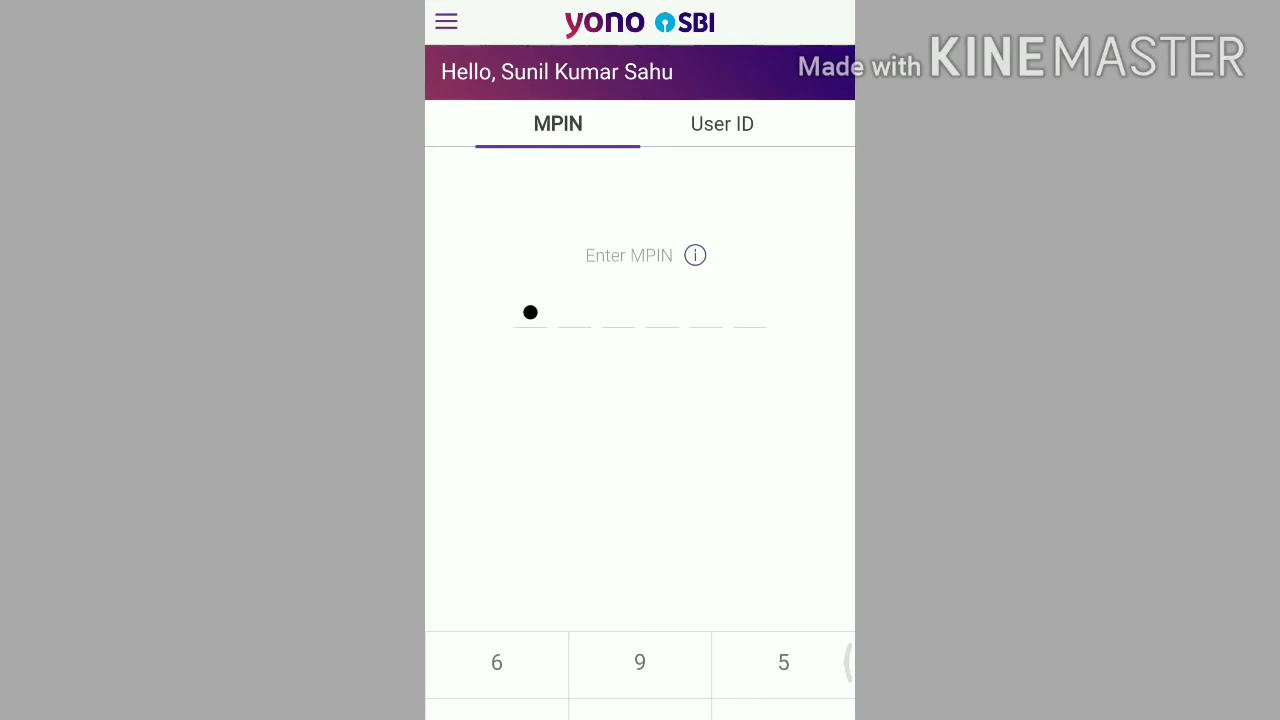 yono SBI
Made with KINEMASTER
Hello, Sunil Kumar Sahu
MPIN User ID
Enter MPIN i
6 9 5